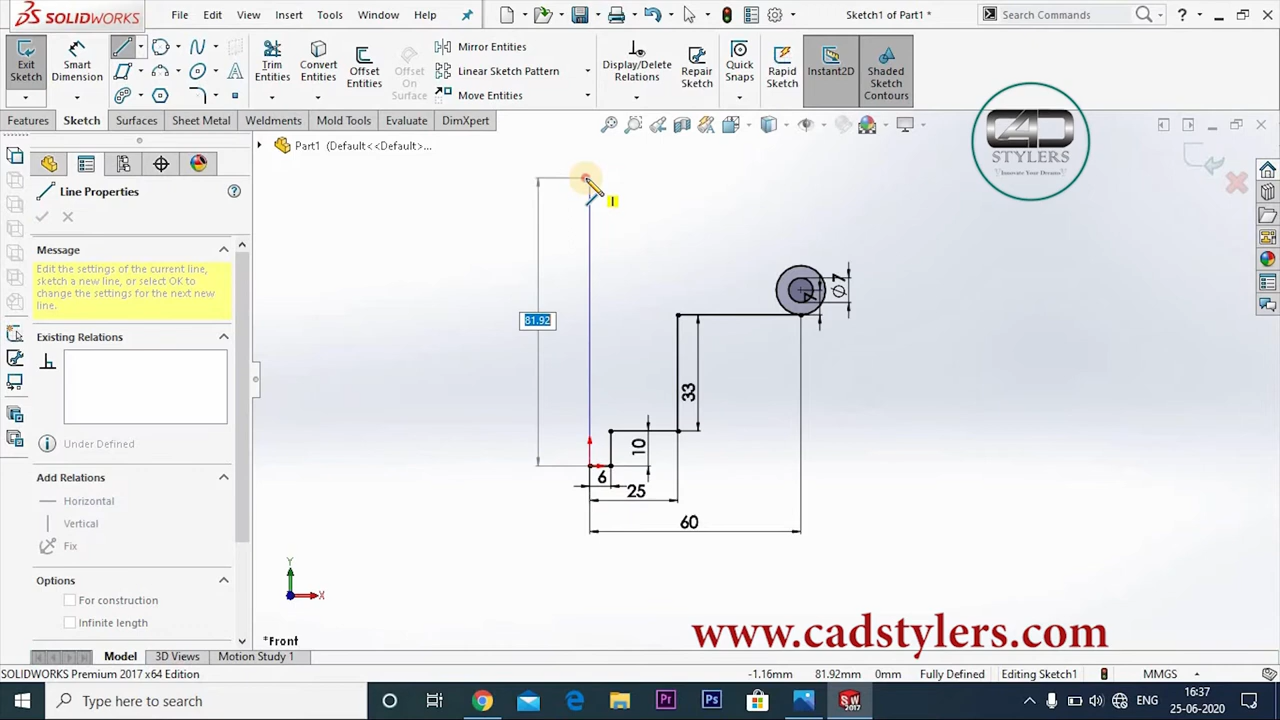 SOLIDWORKS
File Edit View Insert Tools Window Help
Sketch1 of Part1 *
Search Commands
Exit Sketch
Smart Dimension
Trim Entities
Convert Entities
Offset Entities
Offset On Surface
Mirror Entities
Linear Sketch Pattern
Move Entities
Display/Delete Relations
Repair Sketch
Quick Snaps
Rapid Sketch
Instant2D
Shaded Sketch Contours
Features Sketch Surfaces Sheet Metal Weldments Mold Tools Evaluate DimXpert
CAD
STYLERS
Innovate Your Dreams
Part1 (Default<<Default>...
Line Properties
Message
Edit the settings of the current line,
sketch a new line, or select OK to
change the settings for the next new
line.
Existing Relations
Under Defined
Add Relations
Horizontal
Vertical
Fix
Options
For construction
Infinite length
81.92
Ø7
33
10
6
25
60
Y
X
*Front
www.cadstylers.com
Model 3D Views Motion Study 1
SOLIDWORKS Premium 2017 x64 Edition
-1.16mm 81.92mm 0mm Fully Defined Editing Sketch1 MMGS
Type here to search
ENG
16:37
25-06-2020